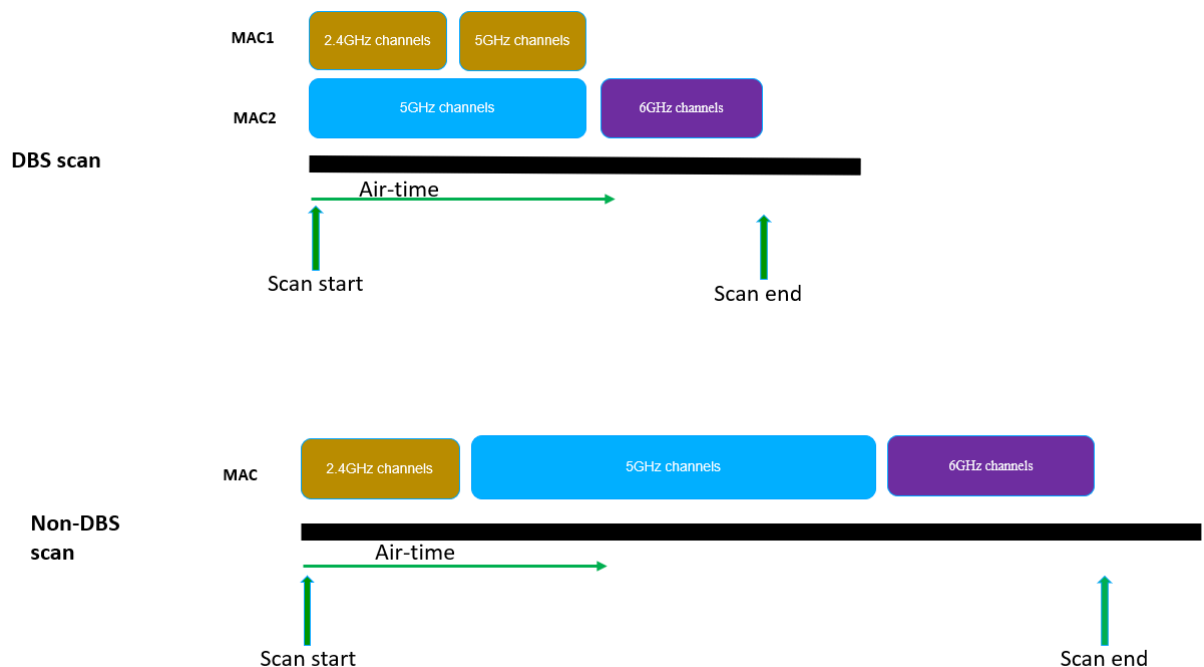 MAC1
2.4GHz channels
5GHz channels
MAC2
5GHz channels
6GHz channels
DBS scan
Air-time
Scan start
Scan end
MAC
2.4GHz channels
5GHz channels
6GHz channels
Non-DBS
scan
Air-time
Scan start
Scan end